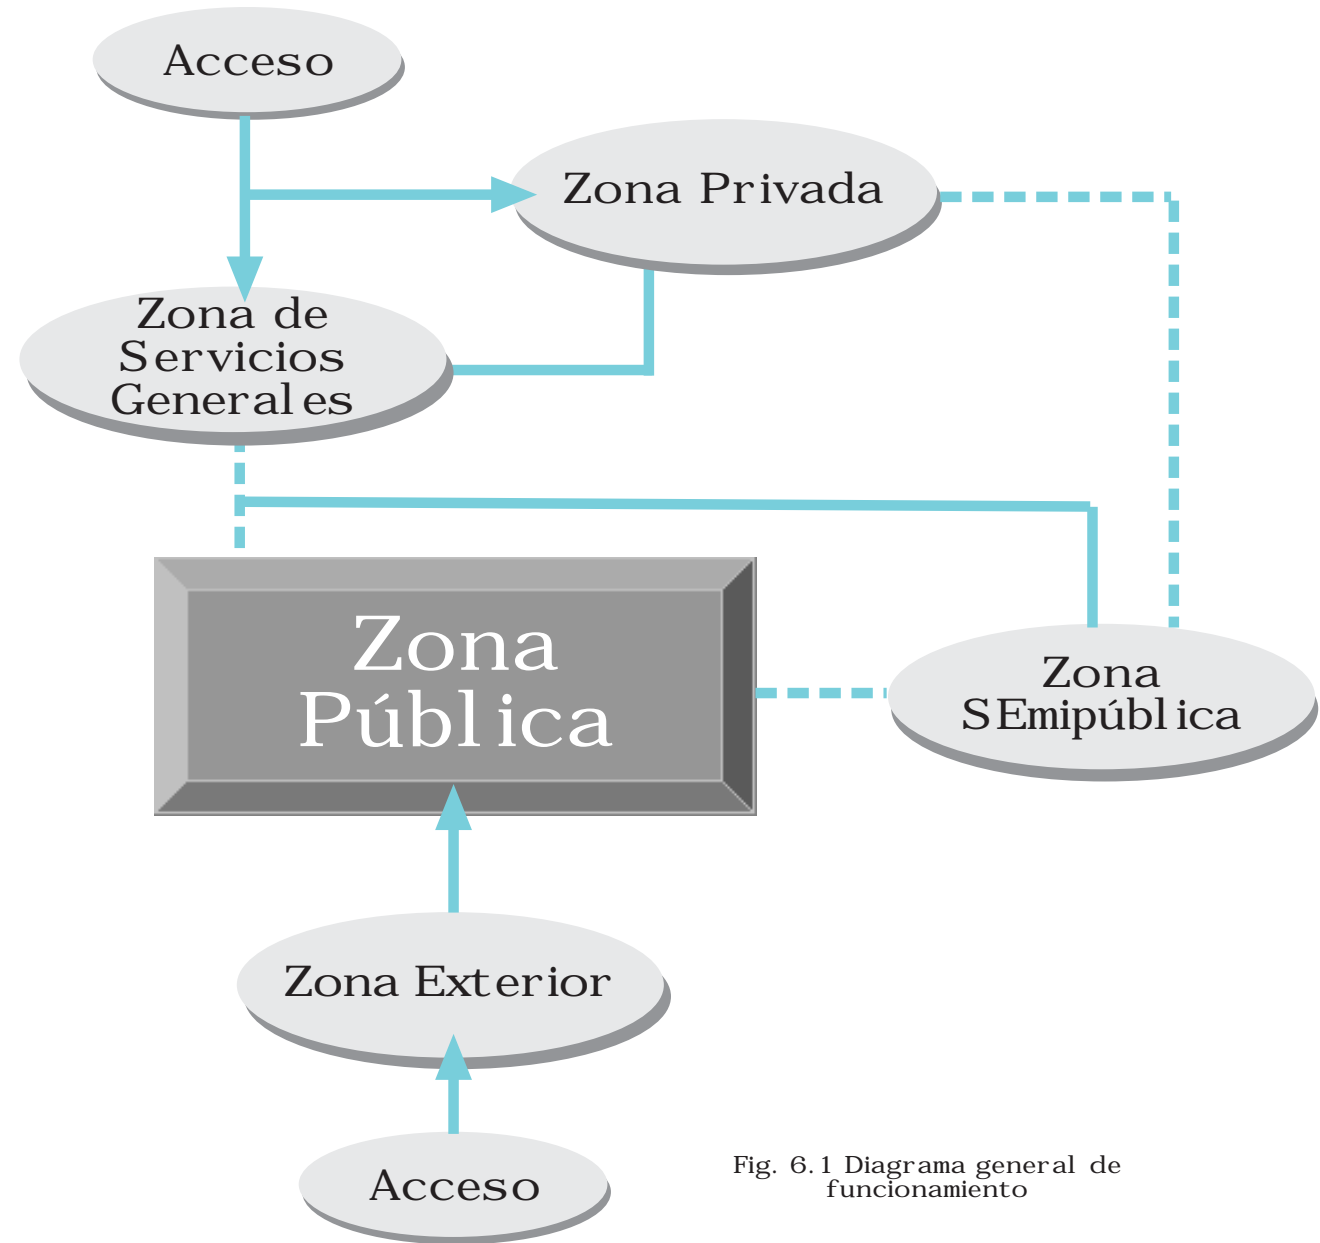 Acceso
Zona Privada
Zona de
Servicios
Generales
Zona
Pública
Zona
SEmipública
Zona Exterior
Acceso
Fig. 6.1 Diagrama general de
funcionamiento